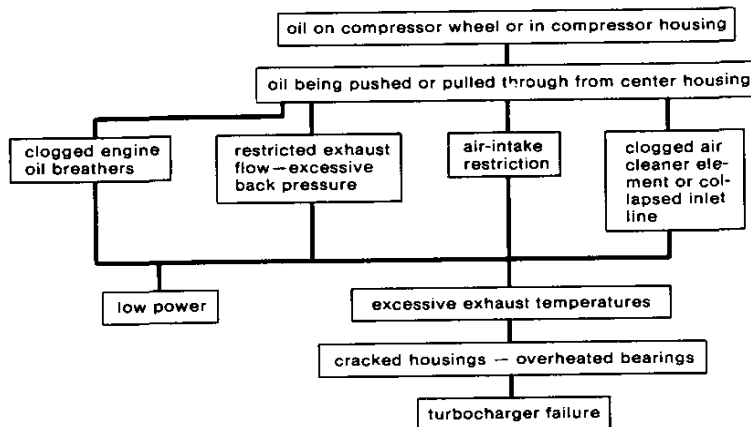 oil on compressor wheel or in compressor housing
oil being pushed or pulled through from center housing
clogged engine
oil breathers
restricted exhaust
flow—excessive
back pressure
air-intake
restriction
clogged air
cleaner ele-
ment or col-
lapsed inlet
line
low power
excessive exhaust temperatures
cracked housings — overheated bearings
turbocharger failure